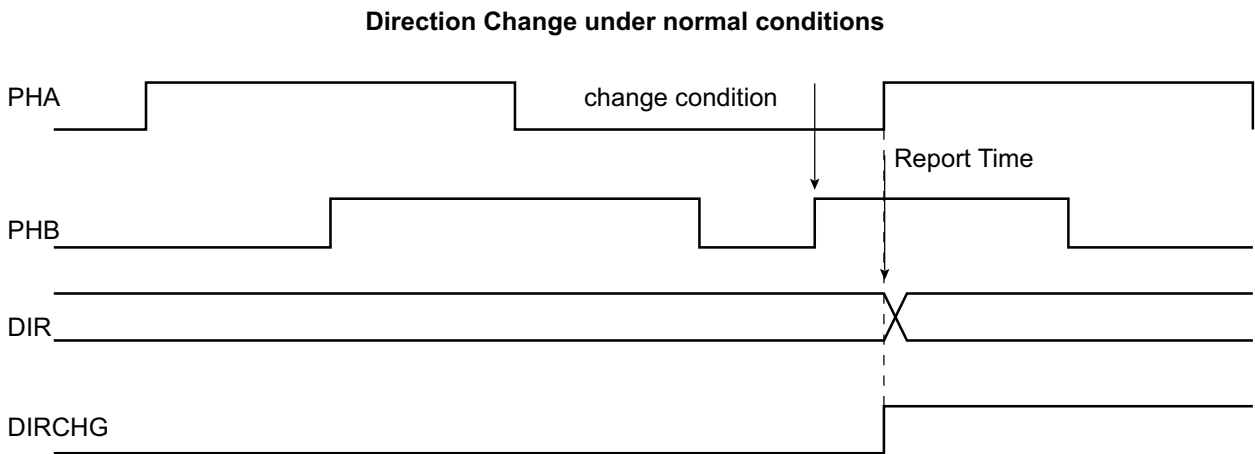 Direction Change under normal conditions
PHA
change condition
Report Time
PHB
DIR
DIRCHG